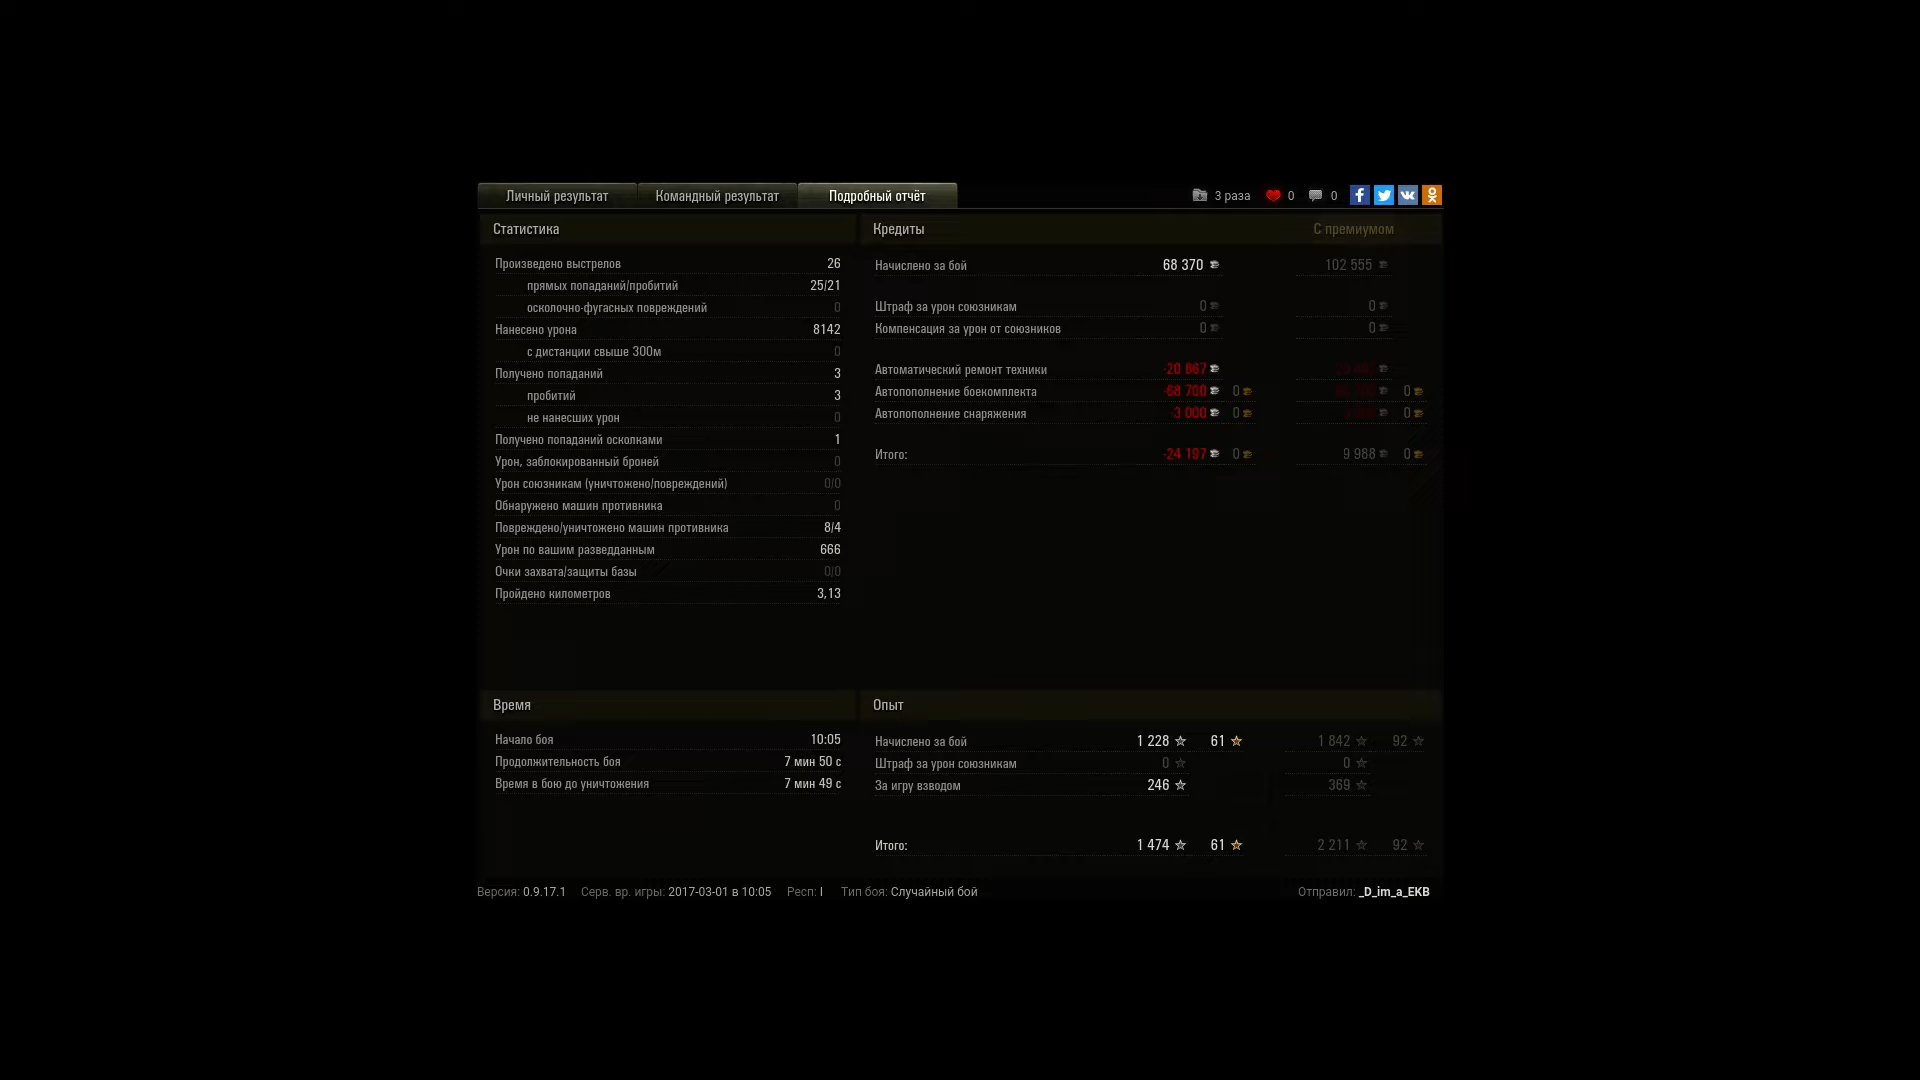 Личный результат Командный результат Подробный отчёт 3 раза 0 0
Статистика
Произведено выстрелов 26
прямых попаданий/пробитий 25/21
осколочно-фугасных повреждений 0
Нанесено урона 8142
с дистанции свыше 300м 0
Получено попаданий 3
пробитий 3
не нанесших урон 0
Получено попаданий осколками 1
Урон, заблокированный броней 0
Урон союзникам (уничтожено/повреждений) 0/0
Обнаружено машин противника 0
Повреждено/уничтожено машин противника 8/4
Урон по вашим разведданным 666
Очки захвата/защиты базы 0/0
Пройдено километров 3,13
Кредиты С премиумом
Начислено за бой 68 370 102 555
Штраф за урон союзникам 0 0
Компенсация за урон от союзников 0 0
Автоматический ремонт техники -20 867
Автопополнение боекомплекта -68 700 0 0
Автопополнение снаряжения -3 000 0 0
Итого: -24 197 0 9 988 0
Время
Начало боя 10:05
Продолжительность боя 7 мин 50 с
Время в бою до уничтожения 7 мин 49 с
Опыт
Начислено за бой 1 228 61 1 842 92
Штраф за урон союзникам 0 0
За игру взводом 246 369
Итого: 1 474 61 2 211 92
Версия: 0.9.17.1 Серв. вр. игры: 2017-03-01 в 10:05 Респ: I Тип боя: Случайный бой Отправил: _D_im_a_EKB